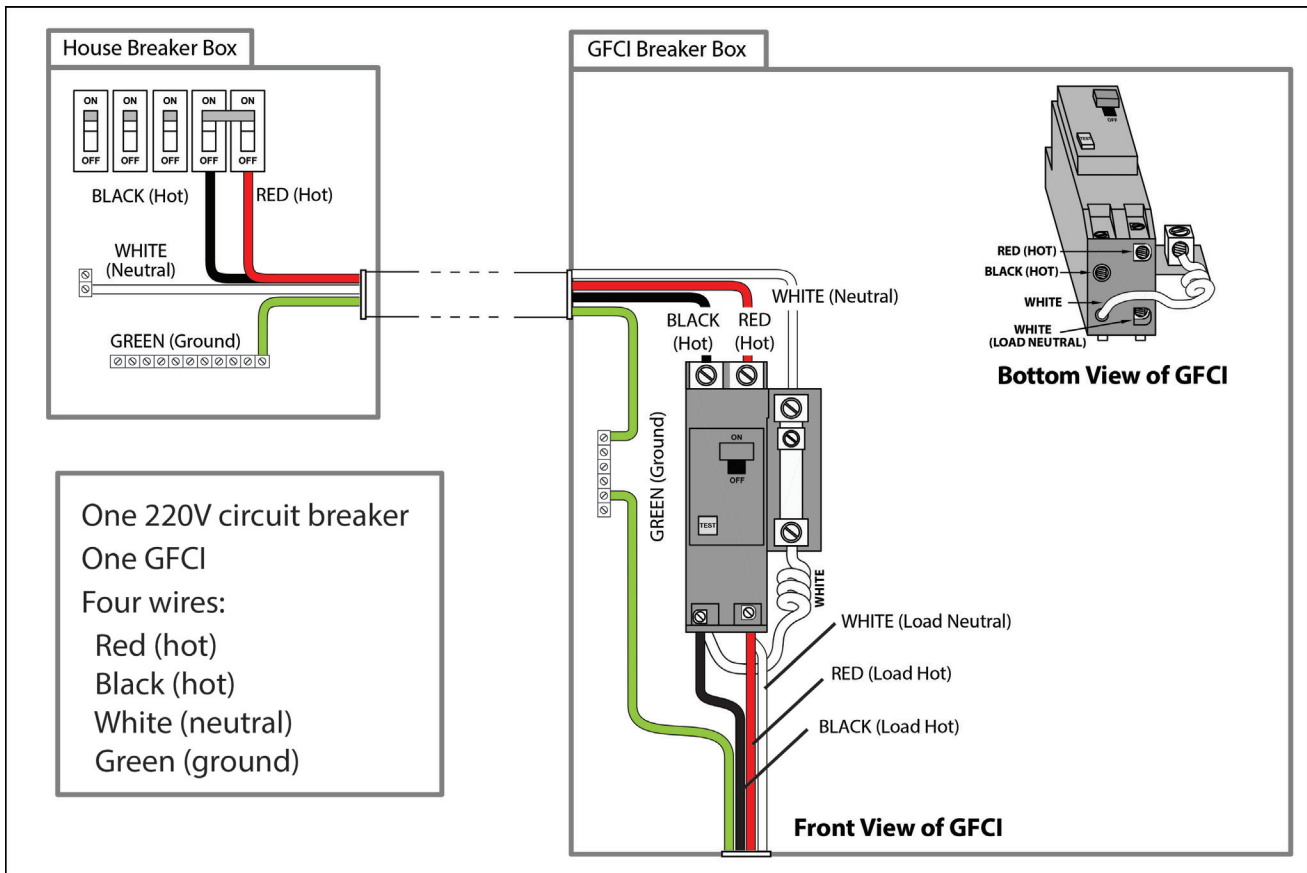 House Breaker Box
ON
ON
ON
ON
ON
OFF
OFF
OFF
OFF
OFF
BLACK (Hot)
RED (Hot)
WHITE
(Neutral)
GREEN (Ground)
One 220V circuit breaker
One GFCI
Four wires:
Red (hot)
Black (hot)
White (neutral)
Green (ground)
GFCI Breaker Box
WHITE (Neutral)
BLACK
(Hot)
RED
(Hot)
GREEN (Ground)
ON
OFF
TEST
WHITE
WHITE (Load Neutral)
RED (Load Hot)
BLACK (Load Hot)
Front View of GFCI
OFF
TEST
RED (HOT)
BLACK (HOT)
WHITE
WHITE
(LOAD NEUTRAL)
Bottom View of GFCI